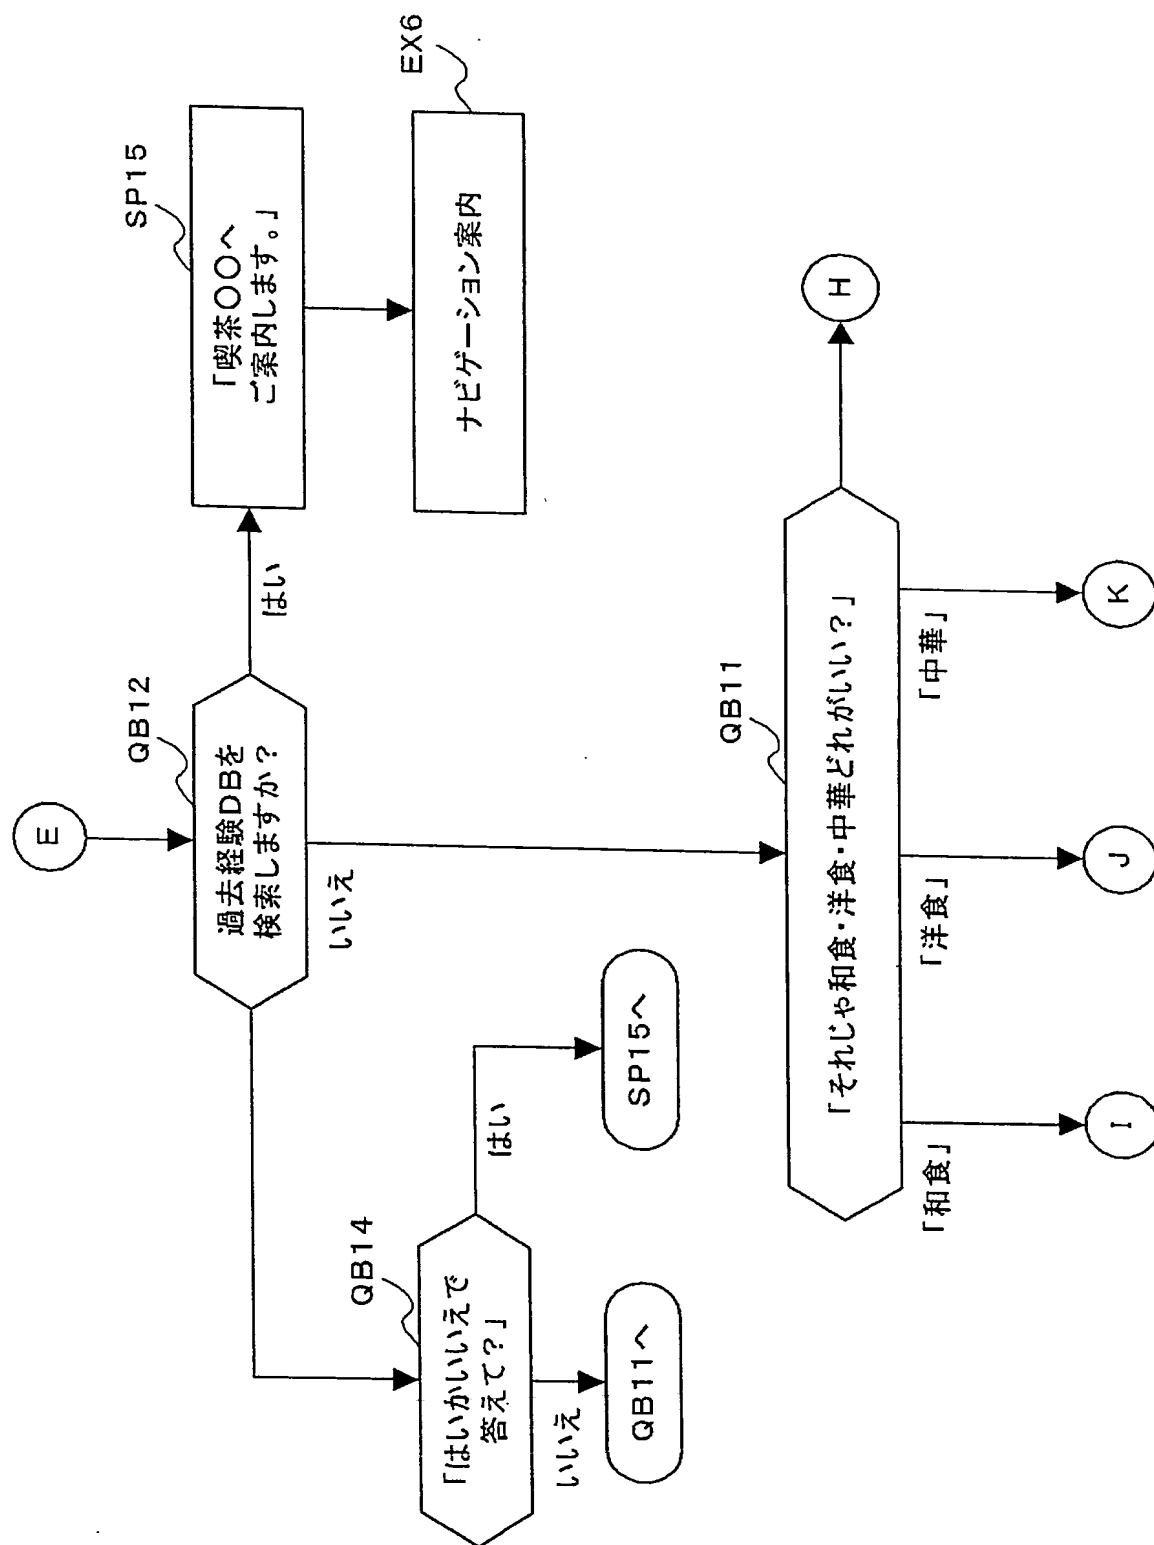 E
QB12
過去経験DBを
検索しますか？
はい
いいえ
SP15
「喫茶〇〇へ
ご案内します。」
EX6
ナビゲーション案内
QB14
「はいかいいえで
答えて？」
はい
いいえ
SP15へ
QB11へ
QB11
「それじゃ和食・洋食・中華どれがいい？」
「和食」
「洋食」
「中華」
H
I
J
K